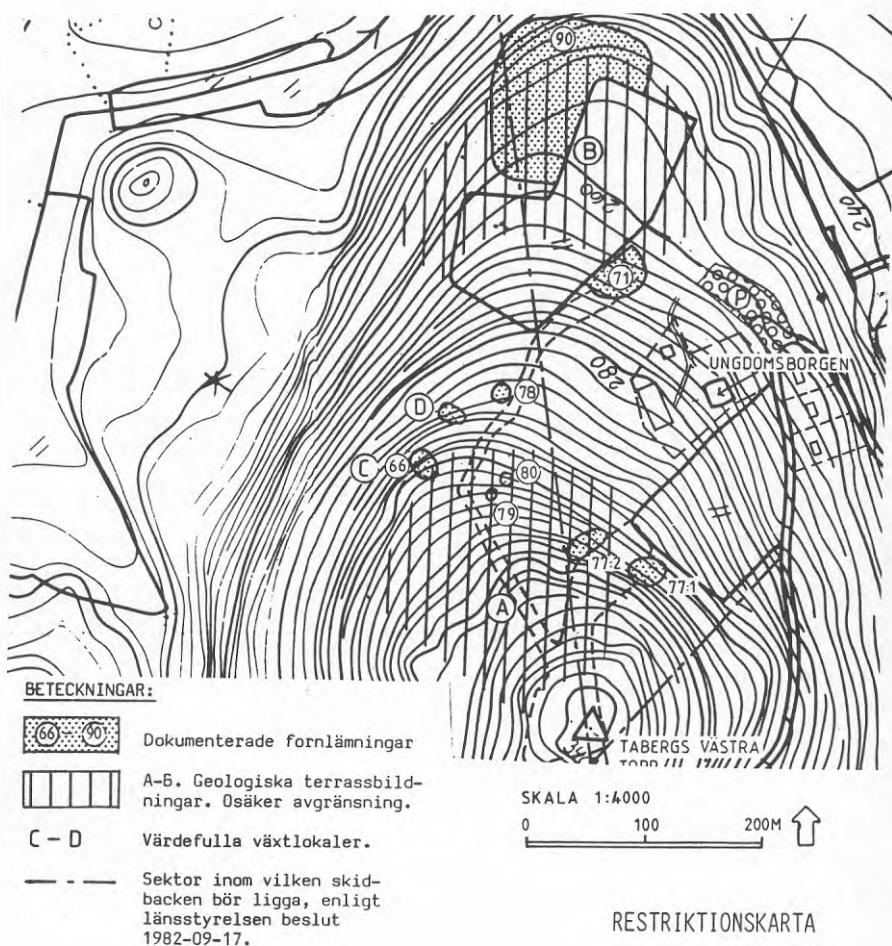 90
B
260
240
71
P
UNGDOMSBORGEN
280
D
78
C
66
80
79
77:2
77:1
A
TABERGS VÄSTRA
BETECKNINGAR:
66 - 90
Dokumenterade fornlämningar
A-B. Geologiska terrassbild-
ningar. Osäker avgränsning.
C - D
Värdefulla växtlokaler.
Sektor inom vilken skid-
backen bör ligga, enligt
länsstyrelsen beslut
1982-09-17.
SKALA 1:4000
0 100 200M
RESTRIKTIONSKARTA